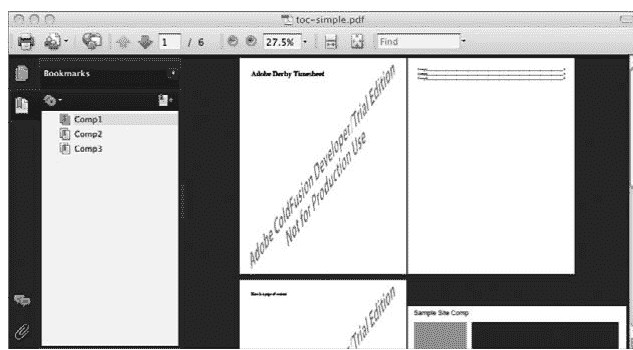 toc-simple.pdf
1 / 6
27.5%
Find
Bookmarks
Comp1
Comp2
Comp3
Adobe Derby Timesheet
Adobe ColdFusion Developer/Trial Edition
Not for Production Use
/Trial Edition
Sample Site Comp